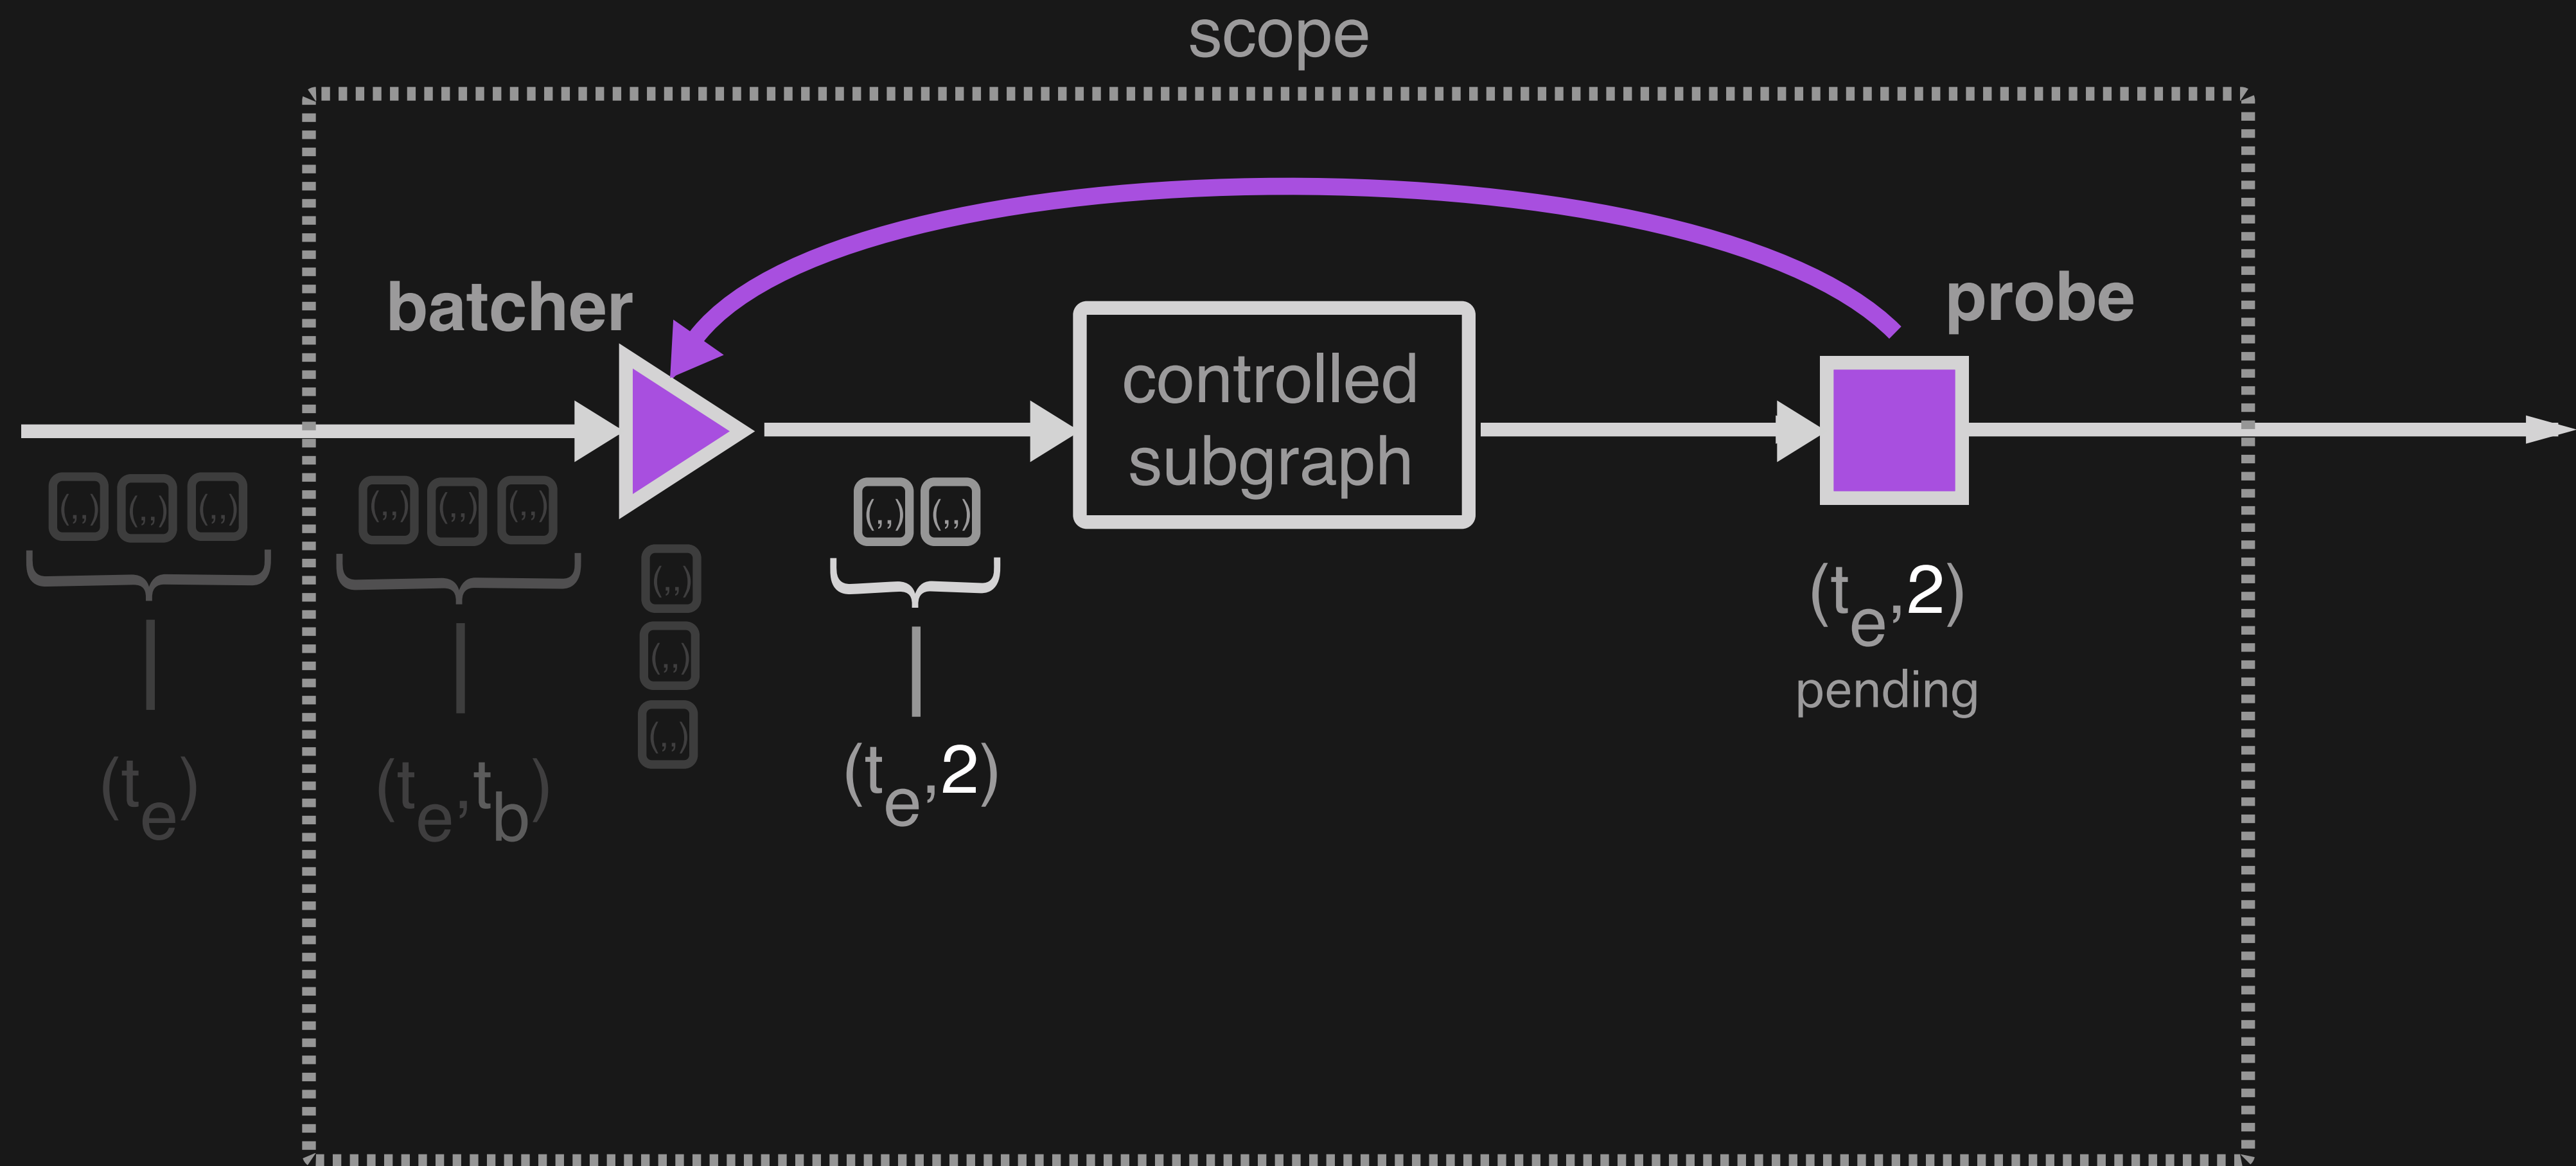 scope
batcher
probe
controlled
subgraph
(,,) (,,) (,,)
(,,) (,,) (,,)
(,,) (,,)
(,,)
(,,)
(,,)
(te,2)
pending
(te)
(te,tb)
(te,2)